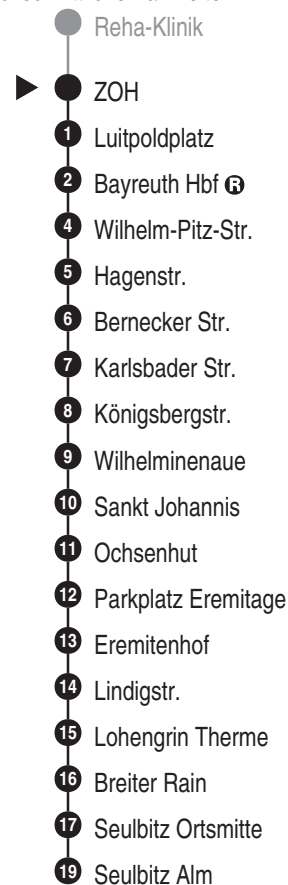 Reha-Klinik
ZOH
1 Luitpoldplatz
2 Bayreuth Hbf R
4 Wilhelm-Pitz-Str.
5 Hagenstr.
6 Bernecker Str.
7 Karlsbader Str.
8 Königsbergstr.
9 Wilhelminenaue
10 Sankt Johannis
11 Ochsenhut
12 Parkplatz Eremitage
13 Eremitenhof
14 Lindigstr.
15 Lohengrin Therme
16 Breiter Rain
17 Seulbitz Ortsmitte
19 Seulbitz Alm